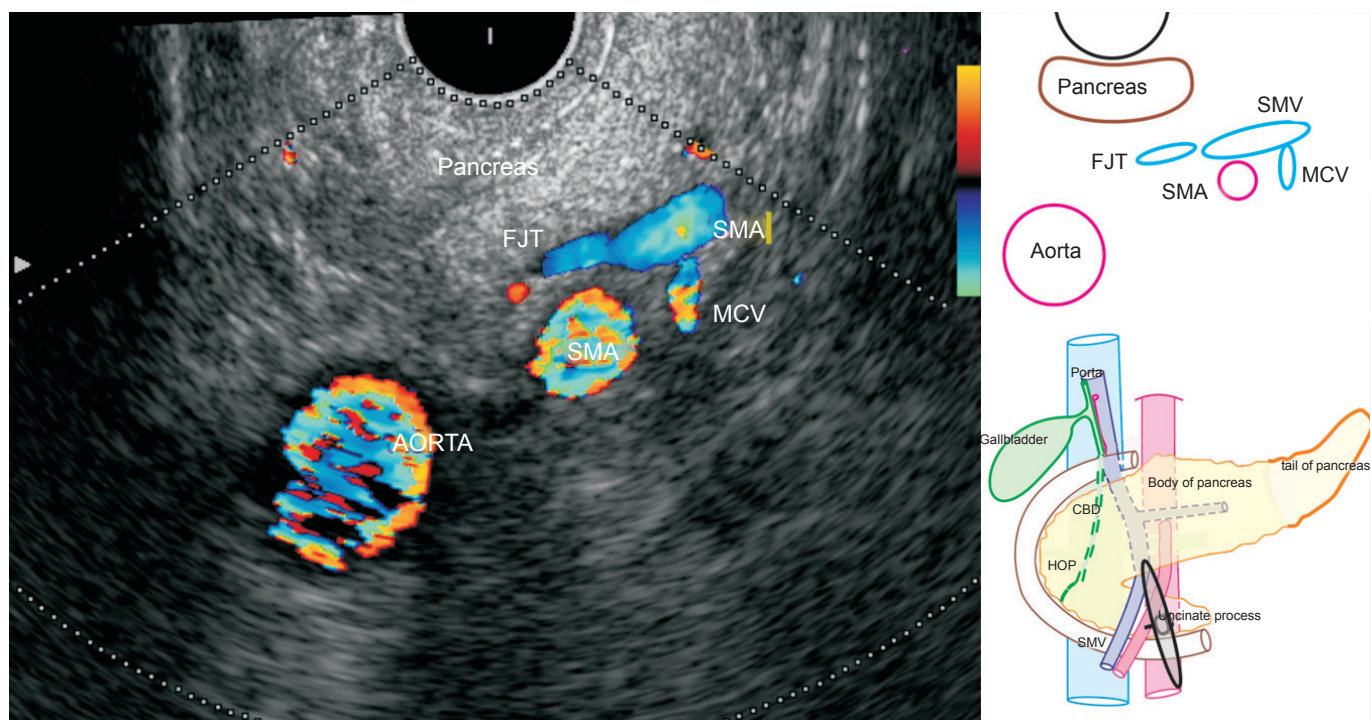 Pancreas
FJT
SMA
MCV
SMA
AORTA
Pancreas
SMV
FJT
SMA
MCV
Aorta
Porta
Gallbladder
tail of pancreas
Body of pancreas
CBD
HOP
Uncinate process
SMV